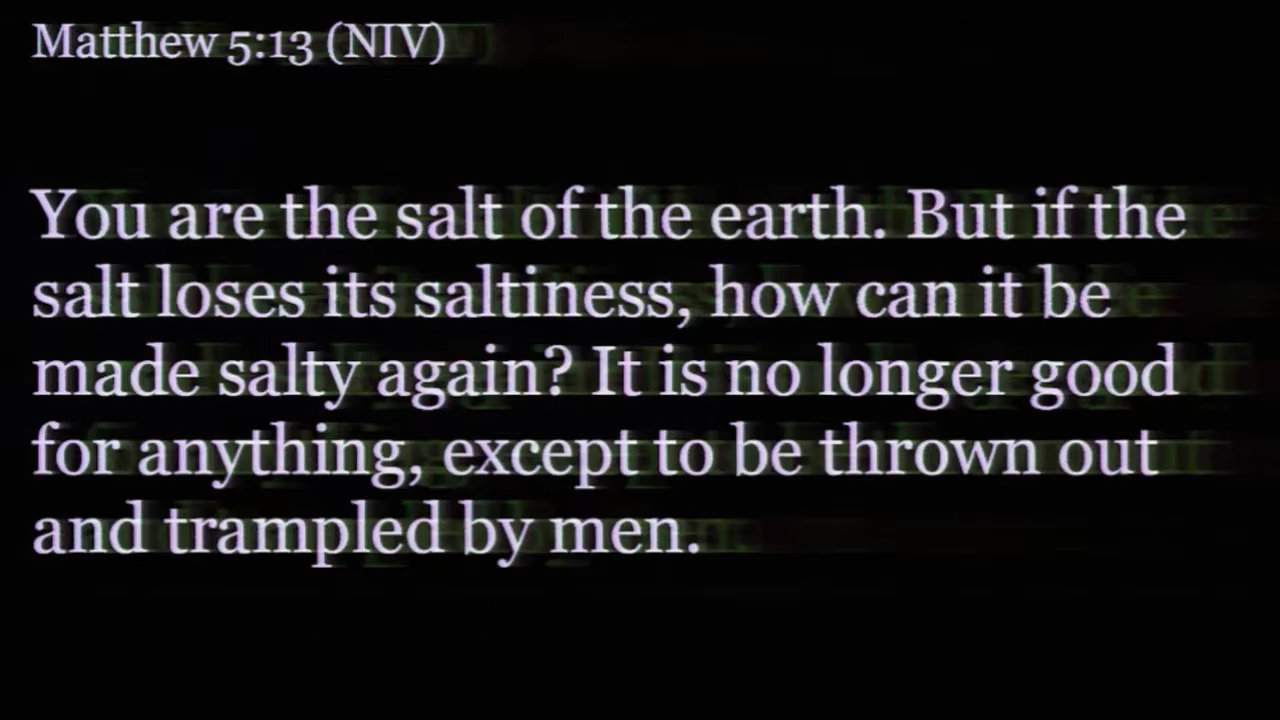 Matthew 5:13 (NIV)
You are the salt of the earth. But if the
salt loses its saltiness, how can it be
made salty again? It is no longer good
for anything, except to be thrown out
and trampled by men.